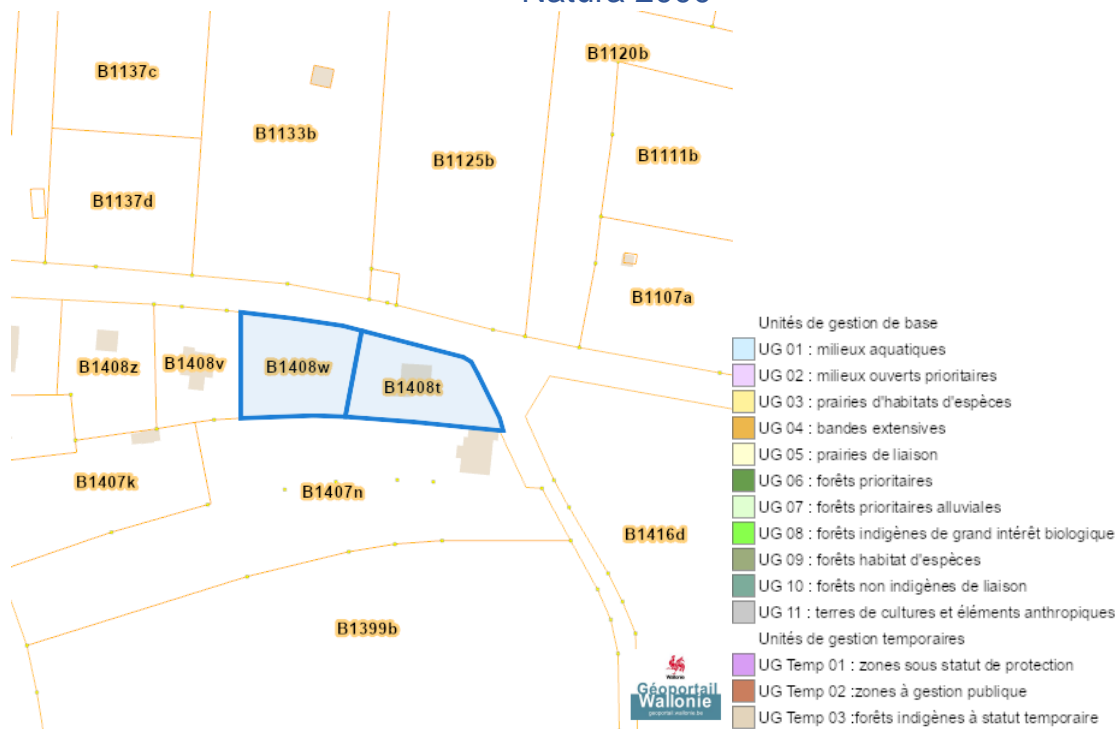 Natura 2000
B1120b
B1137c
B1133b
B1125b
B1111b
B1137d
B1107a
B1408z
B1408v
B1408w
B1408t
B1407k
B1407n
B1416d
B1399b
Unités de gestion de base
UG 01 : milieux aquatiques
UG 02 : milieux ouverts prioritaires
UG 03 : prairies d'habitats d'espèces
UG 04 : bandes extensives
UG 05 : prairies de liaison
UG 06 : forêts prioritaires
UG 07 : forêts prioritaires alluviales
UG 08 : forêts indigènes de grand intérêt biologique
UG 09 : forêts habitat d'espèces
UG 10 : forêts non indigènes de liaison
UG 11 : terres de cultures et éléments anthropiques
Unités de gestion temporaires
UG Temp 01 : zones sous statut de protection
UG Temp 02 :zones à gestion publique
UG Temp 03 :forêts indigènes à statut temporaire
Wallonie
Géoportail
Wallonie
geoportail.wallonie.be